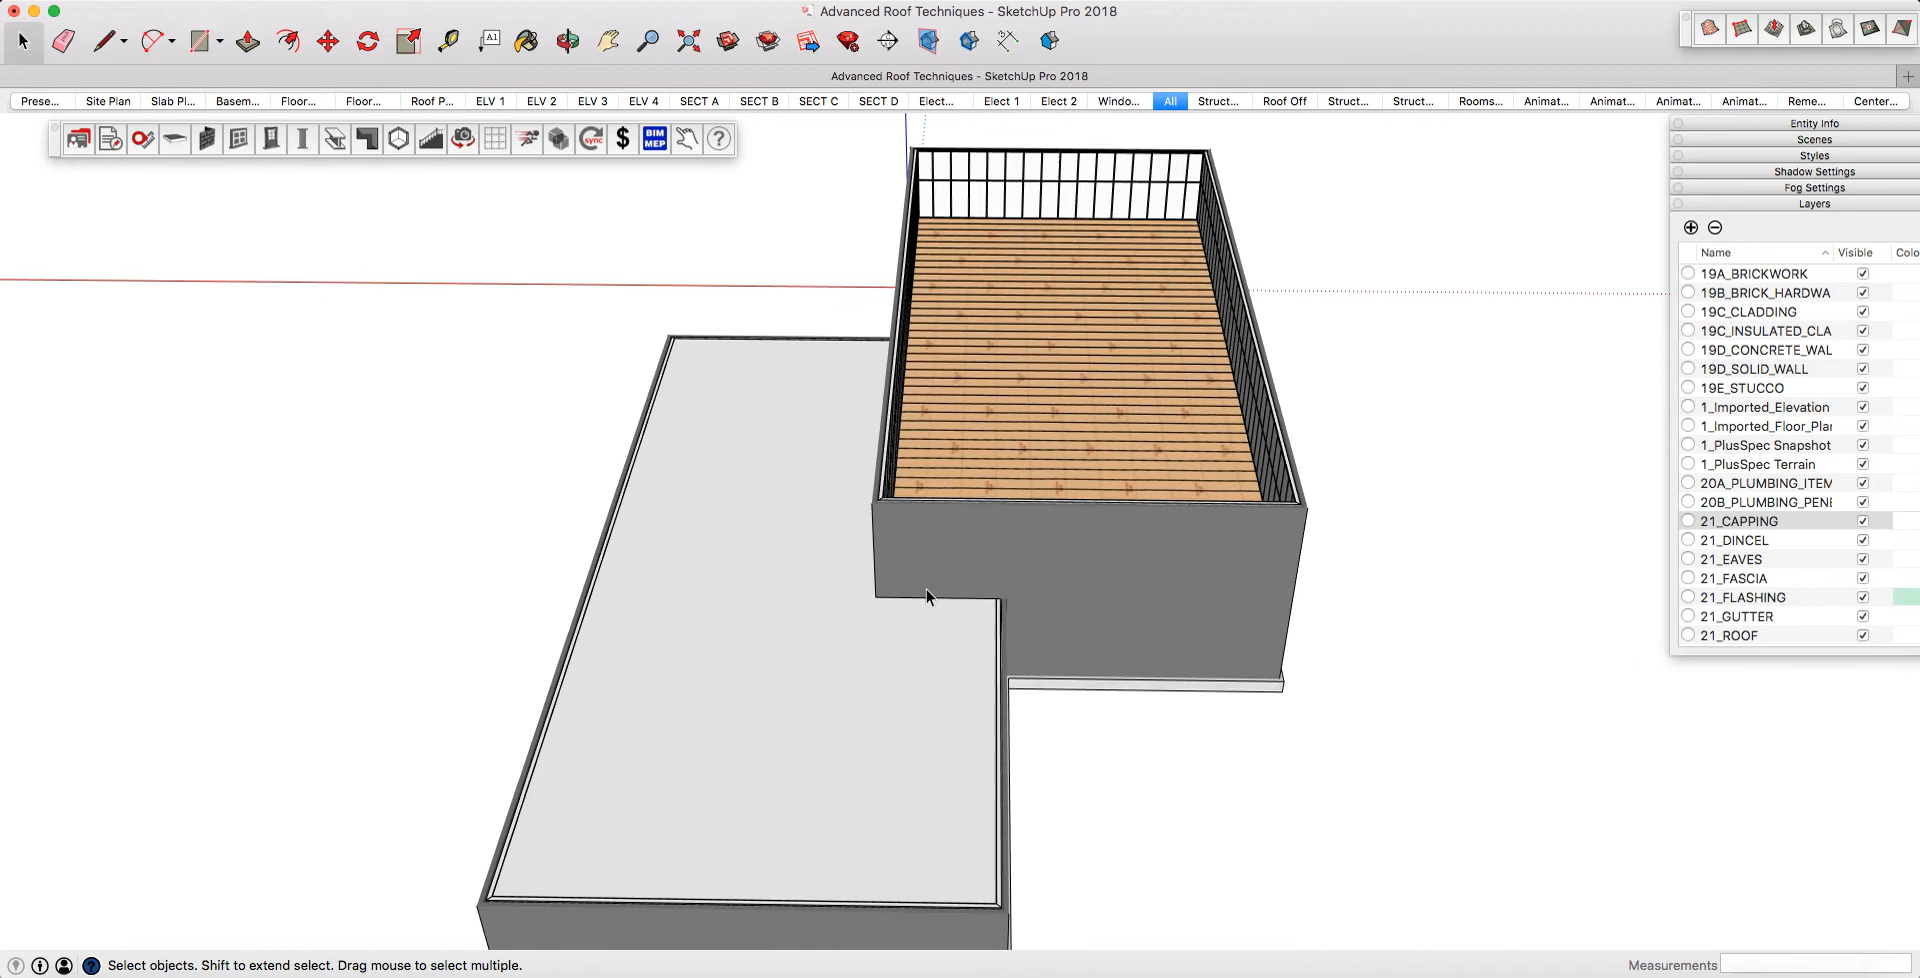 Advanced Roof Techniques - SketchUp Pro 2018
A1
Advanced Roof Techniques - SketchUp Pro 2018
Prese... Site Plan Slab Pl... Basem... Floor... Floor... Roof P... ELV 1 ELV 2 ELV 3 ELV 4 SECT A SECT B SECT C SECT D Elect... Elect 1 Elect 2 Windo... All Struct... Roof Off Struct... Struct... Rooms... Animat... Animat... Animat... Animat... Reme... Center...
sync $ BIM MEP ?
Entity Info
Scenes
Styles
Shadow Settings
Fog Settings
Layers
Name Visible Colo
19A_BRICKWORK
19B_BRICK_HARDWA
19C_CLADDING
19C_INSULATED_CLA
19D_CONCRETE_WAL
19D_SOLID_WALL
19E_STUCCO
1_Imported_Elevation
1_Imported_Floor_Plar
1_PlusSpec Snapshot
1_PlusSpec Terrain
20A_PLUMBING_ITEM
20B_PLUMBING_PENE
21_CAPPING
21_DINCEL
21_EAVES
21_FASCIA
21_FLASHING
21_GUTTER
21_ROOF
? Select objects. Shift to extend select. Drag mouse to select multiple. Measurements